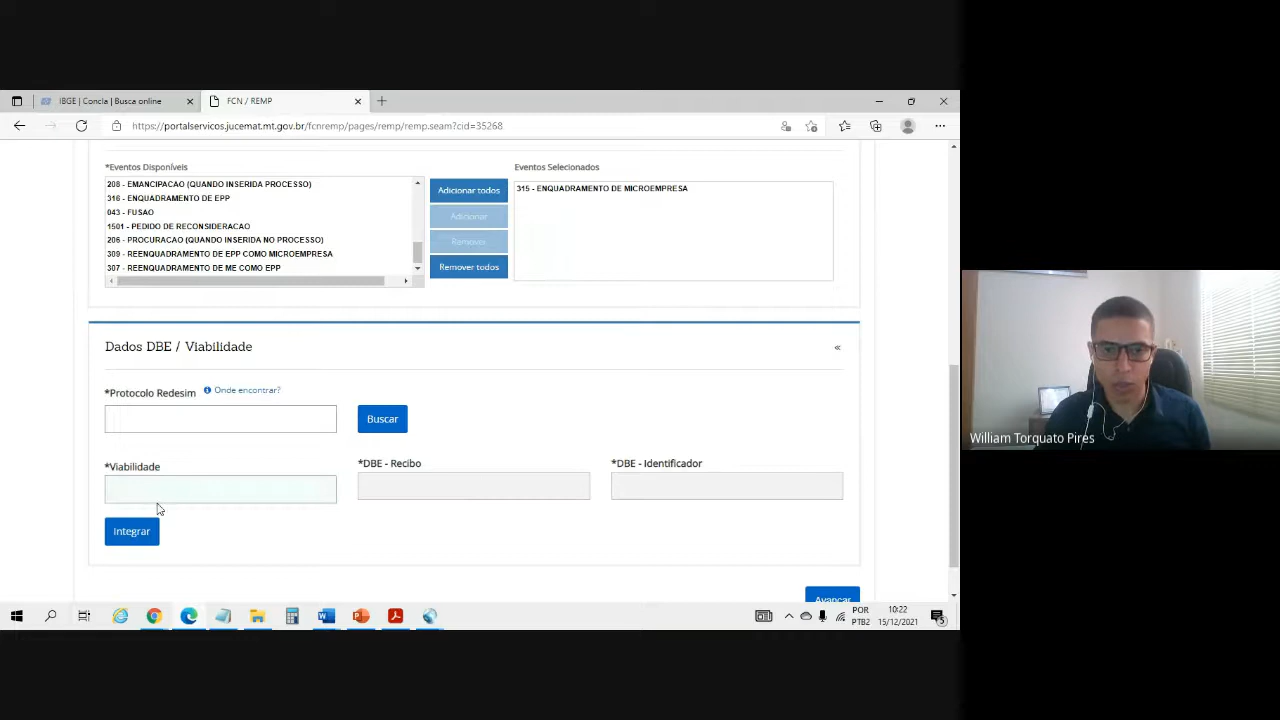 IBGE | Concla | Busca online
FCN / REMP
https://portalservicos.jucemat.mt.gov.br/fcnremp/pages/remp/remp.seam?cid=35268
*Eventos Disponíveis
Eventos Selecionados
208 - EMANCIPACAO (QUANDO INSERIDA PROCESSO)
316 - ENQUADRAMENTO DE EPP
043 - FUSAO
1501 - PEDIDO DE RECONSIDERACAO
206 - PROCURACAO (QUANDO INSERIDA NO PROCESSO)
309 - REENQUADRAMENTO DE EPP COMO MICROEMPRESA
307 - REENQUADRAMENTO DE ME COMO EPP
Adicionar todos
Adicionar
Remover
Remover todos
315 - ENQUADRAMENTO DE MICROEMPRESA
Dados DBE / Viabilidade
*Protocolo Redesim
Onde encontrar?
Buscar
*Viabilidade
*DBE - Recibo
*DBE - Identificador
Integrar
Avançar
William Torquato Pires
POR
PTB2
10:22
15/12/2021
5